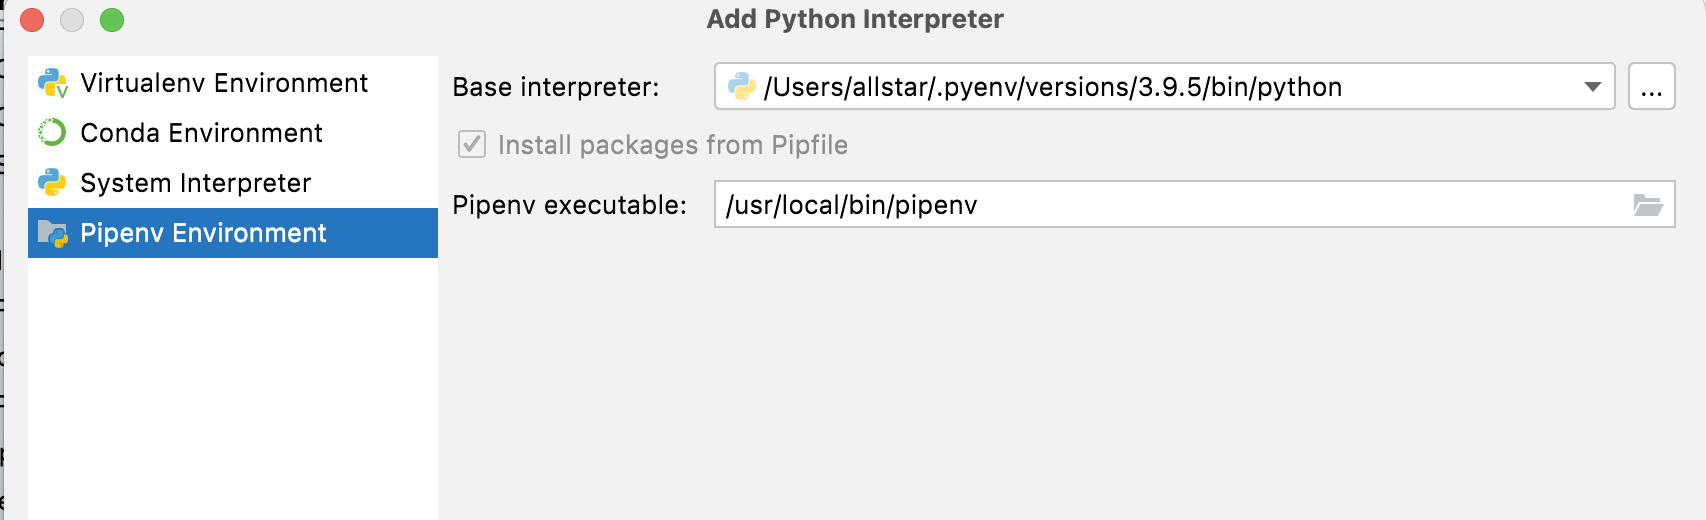 Add Python Interpreter
Virtualenv Environment
Conda Environment
System Interpreter
Pipenv Environment
Base interpreter: /Users/allstar/.pyenv/versions/3.9.5/bin/python ...
Install packages from Pipfile
Pipenv executable: /usr/local/bin/pipenv